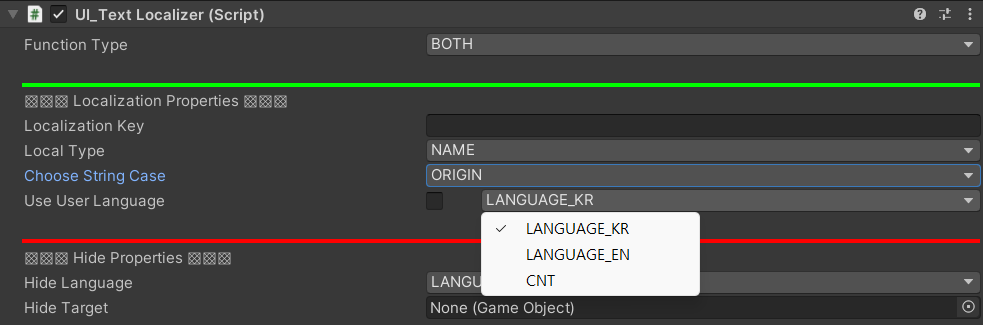 UI_Text Localizer (Script)
Function Type BOTH
▩▩▩ Localization Properties ▩▩▩
Localization Key
Local Type NAME
Choose String Case ORIGIN
Use User Language LANGUAGE_KR
LANGUAGE_KR
LANGUAGE_EN
CNT
▩▩▩ Hide Properties ▩▩▩
Hide Language LANGU
Hide Target None (Game Object)